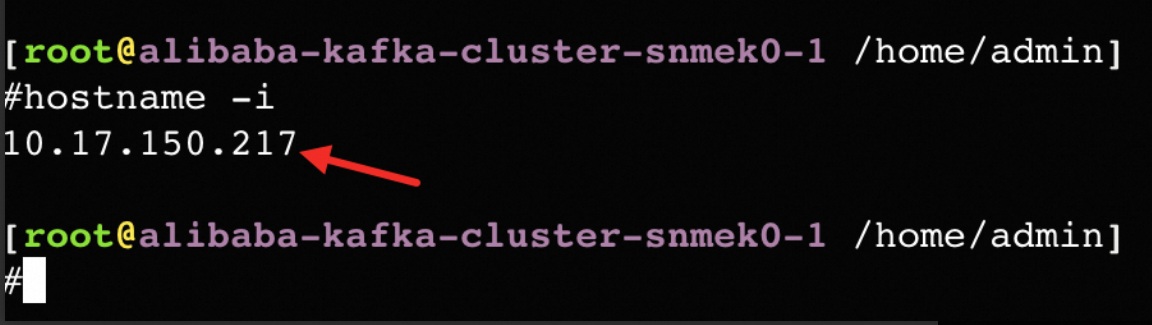 [root@alibaba-kafka-cluster-snmek0-1 /home/admin]
#hostname -i
10.17.150.217
[root@alibaba-kafka-cluster-snmek0-1 /home/admin]
#